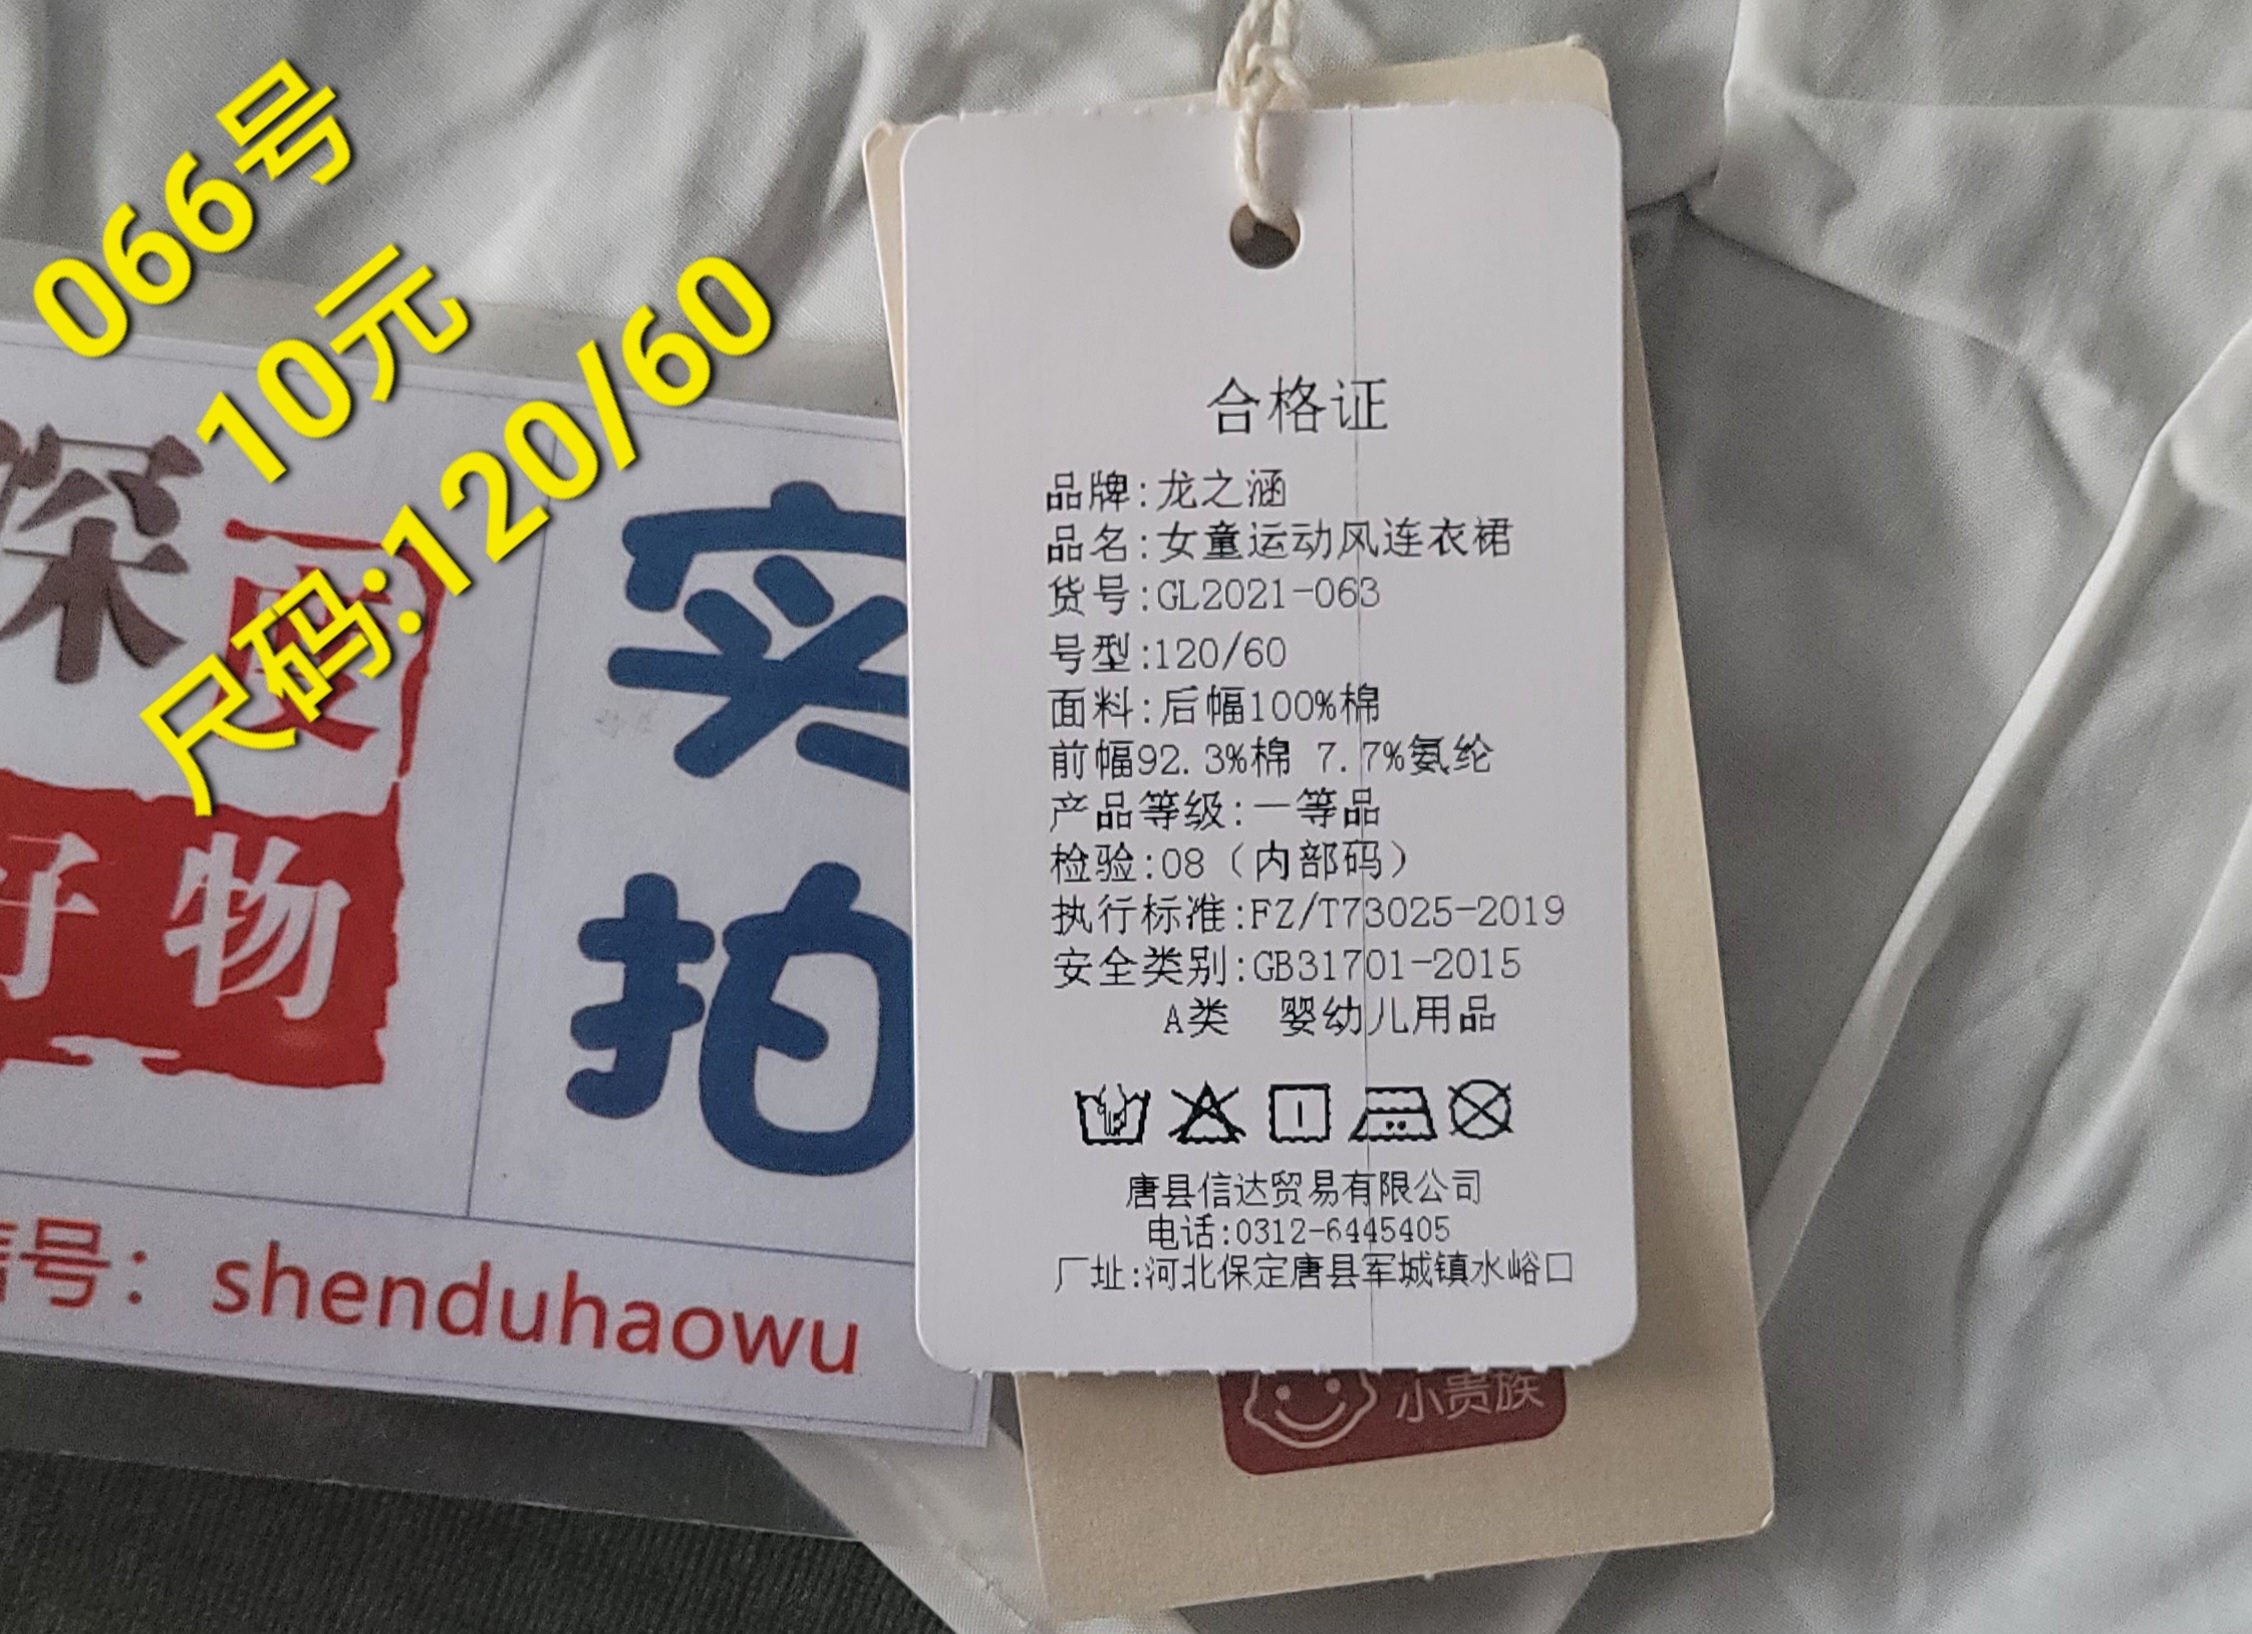 066号
10元
尺码:120/60
深度
好物
实拍
信号：shenduhaowu
合格证
品牌:龙之涵
品名:女童运动风连衣裙
货号:GL2021-063
号型:120/60
面料:后幅100%棉
前幅92.3%棉 7.7%氨纶
产品等级:一等品
检验:08（内部码）
执行标准:FZ/T73025-2019
安全类别:GB31701-2015
A类 婴幼儿用品
唐县信达贸易有限公司
电话:0312-6445405
厂址:河北保定唐县军城镇水峪口
小贵族